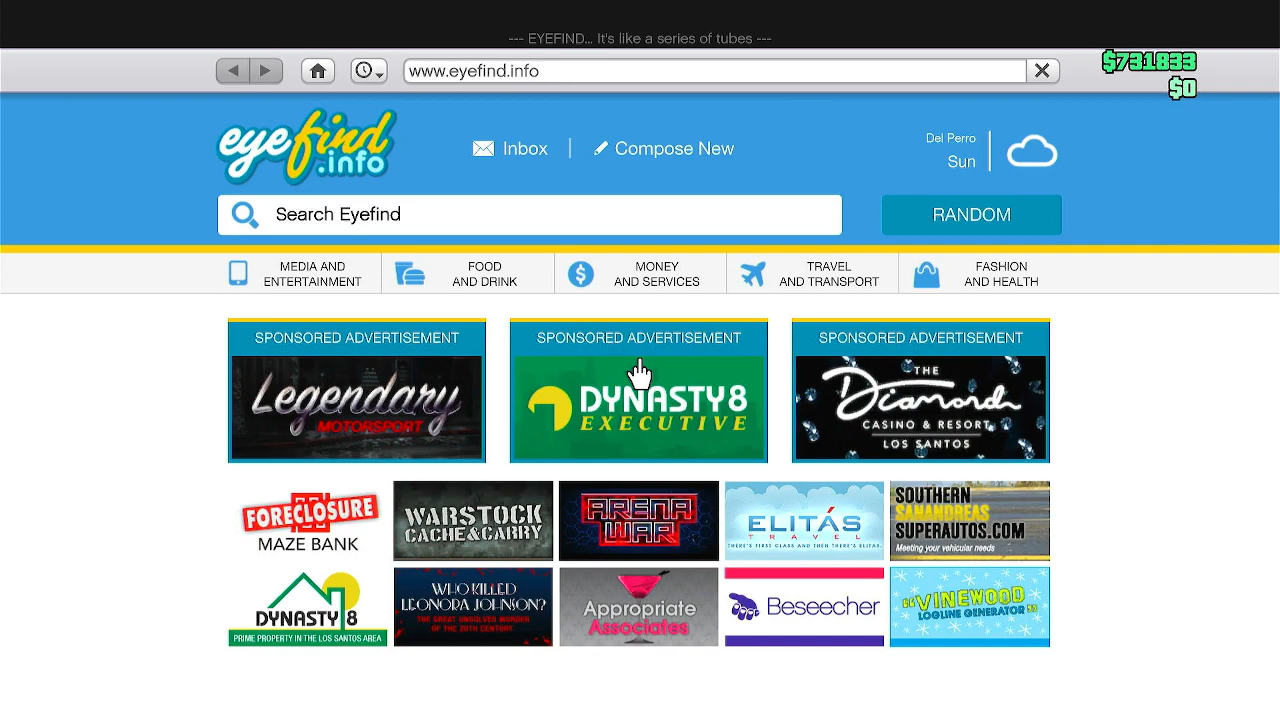 --- EYEFIND... It's like a series of tubes ---
www.eyefind.info
$731833
$0
eyefind
.info
Inbox
Compose New
Del Perro
Sun
Search Eyefind
RANDOM
MEDIA AND
ENTERTAINMENT
FOOD
AND DRINK
MONEY
AND SERVICES
TRAVEL
AND TRANSPORT
FASHION
AND HEALTH
SPONSORED ADVERTISEMENT
Legendary
MOTORSPORT
SPONSORED ADVERTISEMENT
DYNASTY 8
EXECUTIVE
SPONSORED ADVERTISEMENT
THE
Diamond
CASINO & RESORT
LOS SANTOS
FORECLOSURE
MAZE BANK
WARSTOCK
CACHE&CARRY
ARENA
WAR
ELITÁS
TRAVEL
THERE'S FIRST CLASS AND THEN THERE'S ELITAS.
SOUTHERN
SANANDREAS
SUPERAUTOS.COM
Meeting your vehicular needs
DYNASTY 8
PRIME PROPERTY IN THE LOS SANTOS AREA
WHO KILLED
LEONORA JOHNSON?
THE GREAT UNSOLVED MURDER
OF THE 20TH CENTURY
Appropriate
Associates
Beseecher
"VINEWOOD
LOGLINE GENERATOR"